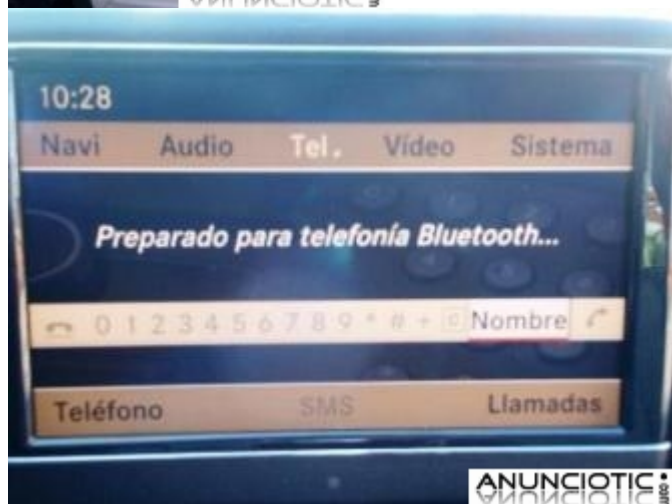 ANUNCIOTIC
10:28
Navi Audio Tel. Vídeo Sistema
Preparado para telefonía Bluetooth...
0 1 2 3 4 5 6 7 8 9 * # + C Nombre
Teléfono SMS Llamadas
ANUNCIOTIC